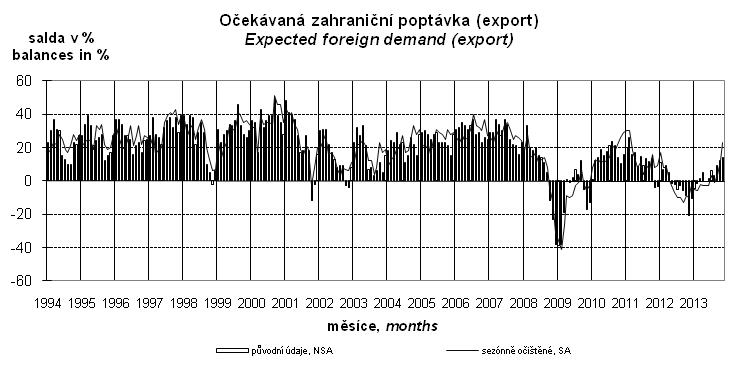 Očekávaná zahraniční poptávka (export)
Expected foreign demand (export)
salda v %
balances in %
60
40
20
0
-20
-40
-60
1994 1995 1996 1997 1998 1999 2000 2001 2002 2003 2004 2005 2006 2007 2008 2009 2010 2011 2012 2013
měsíce, months
původní údaje, NSA
sezónně očištěné, SA